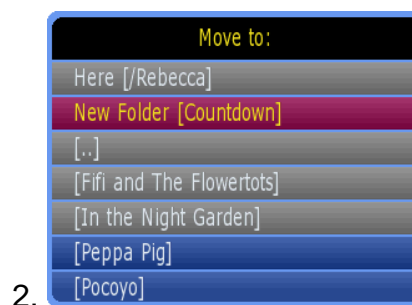 Move to:
Here [/Rebecca]
New Folder [Countdown]
[..]
[Fifi and The Flowertots]
[In the Night Garden]
[Peppa Pig]
2. [Pocoyo]